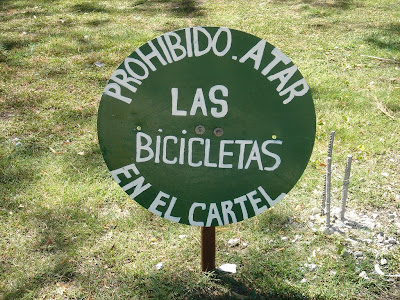 PROHIBIDO. ATAR
LAS
BICICLETAS
EN EL CARTEL